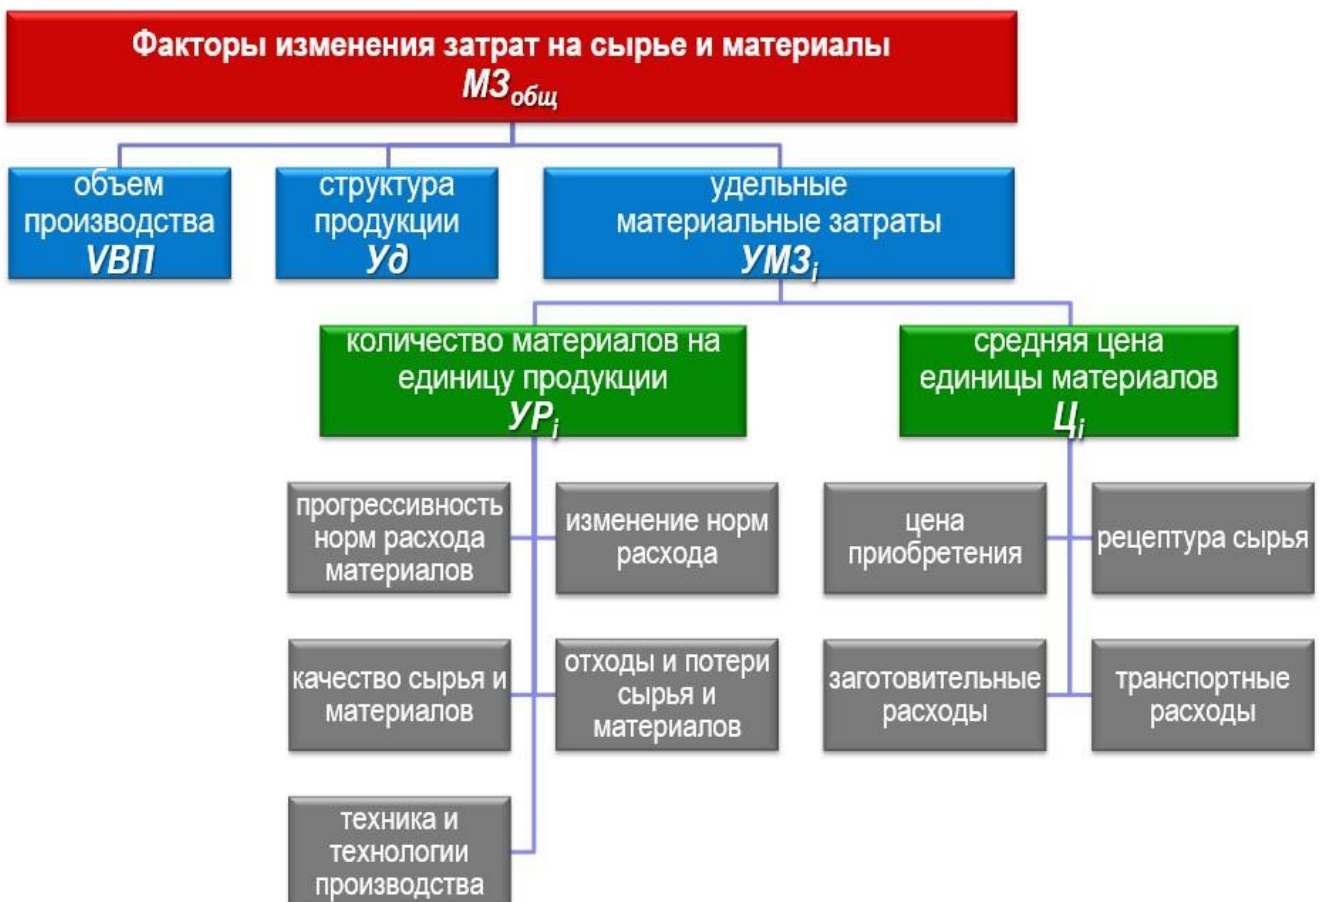 Факторы изменения затрат на сырье и материалы
МЗобщ
объем
производства
VВП
структура
продукции
Уд
удельные
материальные затраты
УМЗi
количество материалов на
единицу продукции
УРi
средняя цена
единицы материалов
Цi
прогрессивность
норм расхода
материалов
изменение норм
расхода
цена
приобретения
рецептура сырья
качество сырья и
материалов
отходы и потери
сырья и
материалов
заготовительные
расходы
транспортные
расходы
техника и
технологии
производства